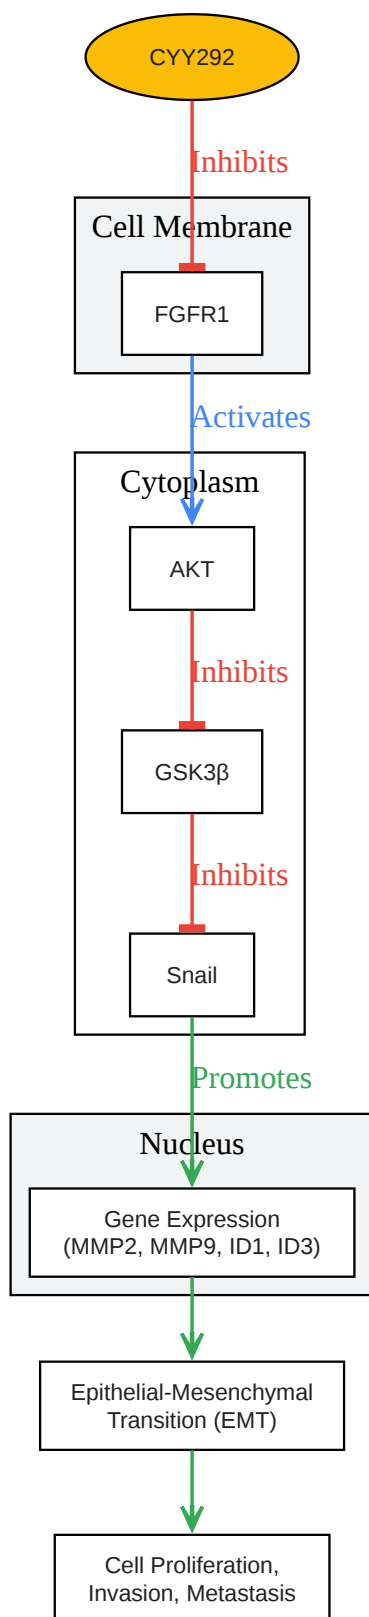 CYY292
Inhibits
Cell Membrane
FGFR1
Activates
Cytoplasm
AKT
Inhibits
GSK3β
Inhibits
Snail
Promotes
Nucleus
Gene Expression
(MMP2, MMP9, ID1, ID3)
Epithelial-Mesenchymal
Transition (EMT)
Cell Proliferation,
Invasion, Metastasis